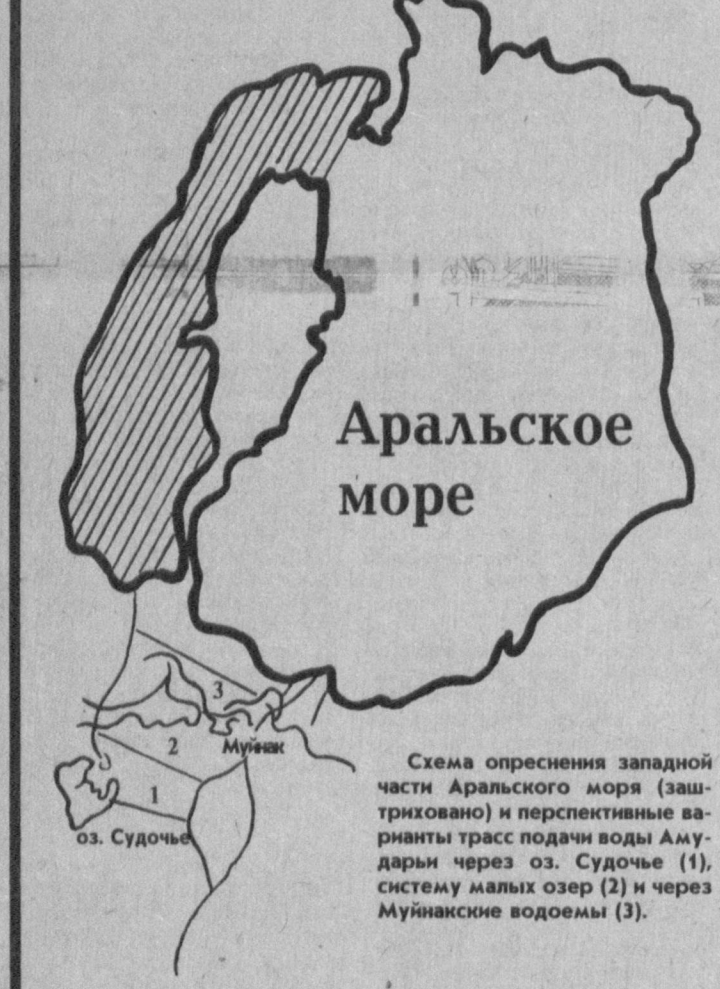 Аральское
море
3
2
Муйнак
1
оз. Судочье
Схема опреснения западной
части Аральского моря (заш-
триховано) и перспективные ва-
рианты трасс подачи воды Аму-
дарьи через оз. Судочье (1),
систему малых озер (2) и через
Муйнакские водоемы (3).